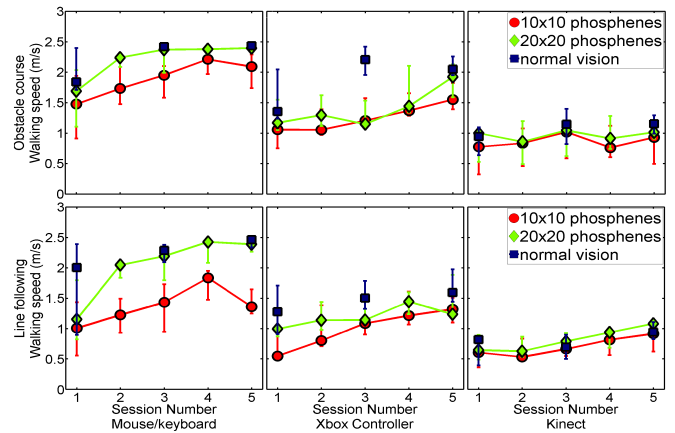 3
2.5
2
1.5
1
0.5
0
Obstacle course
Walking speed (m/s)
10x10 phosphenes
20x20 phosphenes
normal vision
3
2.5
2
1.5
1
0.5
0
Line following
Walking speed (m/s)
10x10 phosphenes
20x20 phosphenes
normal vision
1 2 3 4 5
1 2 3 4 5
1 2 3 4 5
Session Number
Mouse/keyboard
Session Number
Xbox Controller
Session Number
Kinect